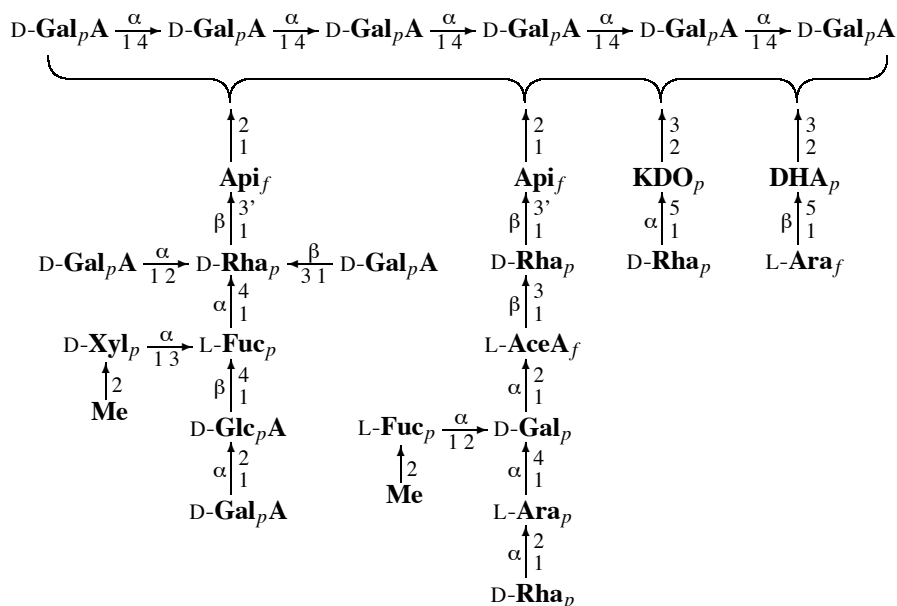 α α α α α
D-GalpA 1 4 D-GalpA 1 4 D-GalpA 1 4 D-GalpA 1 4 D-GalpA 1 4 D-GalpA
2 2 3 3
1 1 2 2
Apif Apif KDOp DHAp
β 3' β 3' α 5 β 5
1 1 1 1
α β
D-GalpA 1 2 D-Rhap 3 1 D-GalpA D-Rhap D-Rhap L-Araf
α 4 β 3
1 1
α
D-Xylp 1 3 L-Fucp L-AceAf
2 β 4 α 2
1 1
Me
α
D-GlcpA L-Fucp 1 2 D-Galp
α 2 2 α 4
1 1
Me
D-GalpA L-Arap
α 2
1
D-Rhap